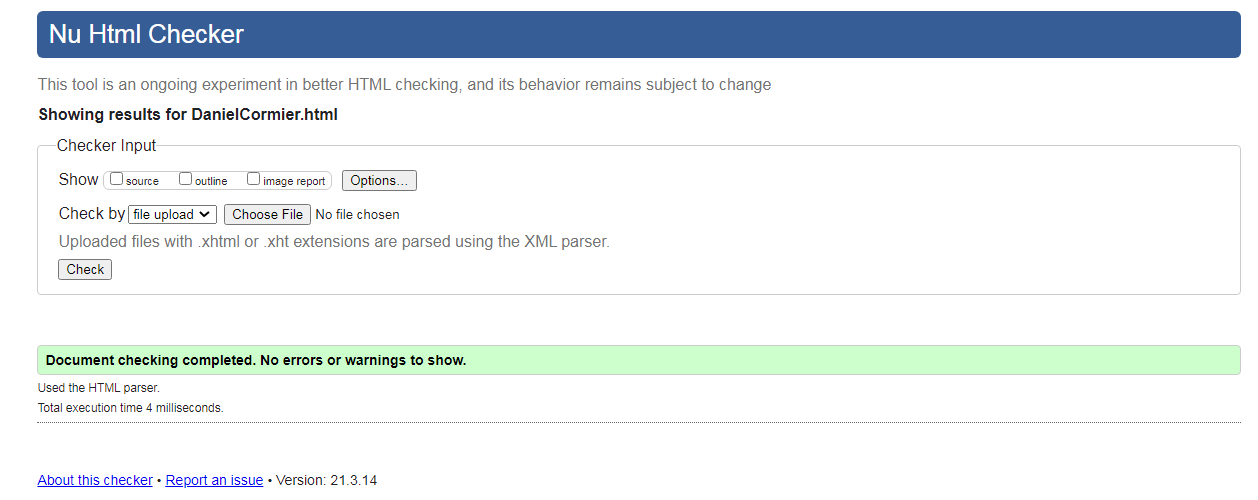 Nu Html Checker
This tool is an ongoing experiment in better HTML checking, and its behavior remains subject to change
Showing results for DanielCormier.html
Checker Input
Show source outline image report Options...
Check by file upload Choose File No file chosen
Uploaded files with .xhtml or .xht extensions are parsed using the XML parser.
Check
Document checking completed. No errors or warnings to show.
Used the HTML parser.
Total execution time 4 milliseconds.
About this checker • Report an issue • Version: 21.3.14